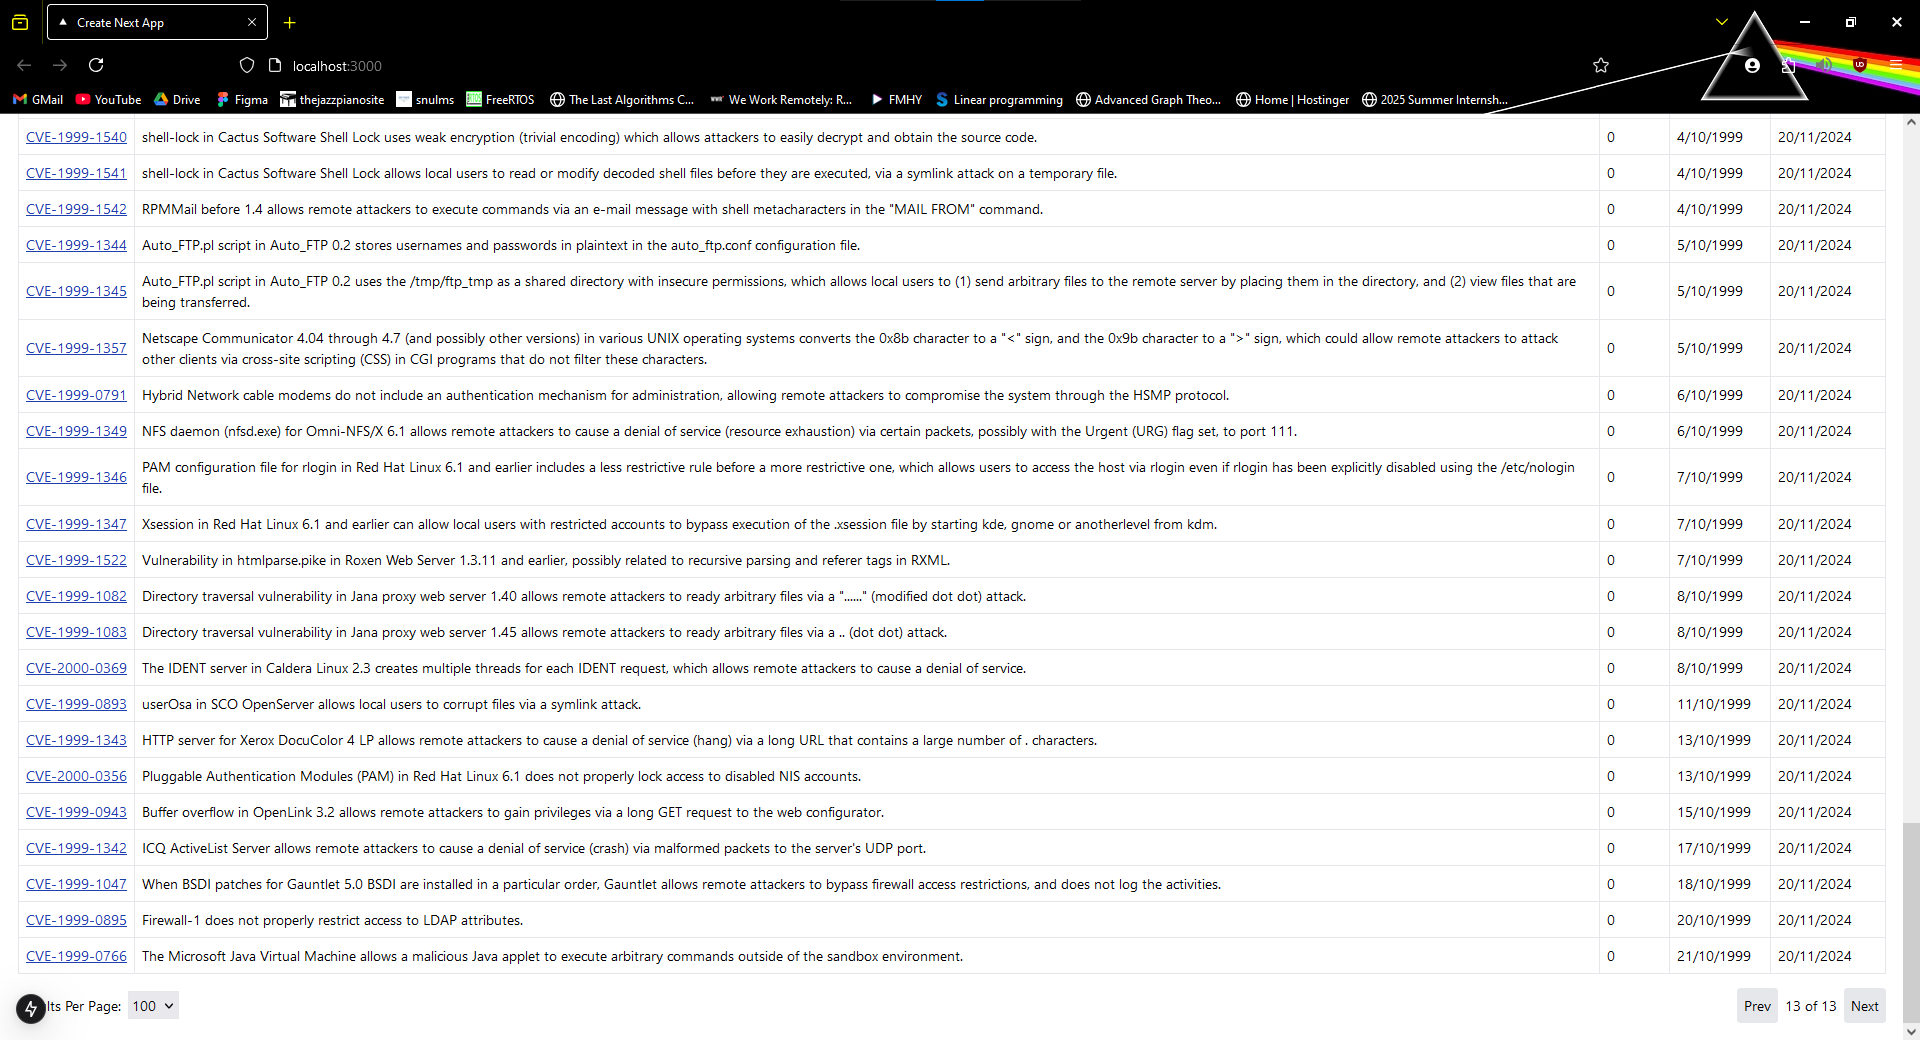 Create Next App
localhost:3000
GMail YouTube Drive Figma thejazzpianosite snulms FreeRTOS The Last Algorithms C... We Work Remotely: R... FMHY Linear programming Advanced Graph Theo... Home | Hostinger 2025 Summer Internsh...
CVE-1999-1540 shell-lock in Cactus Software Shell Lock uses weak encryption (trivial encoding) which allows attackers to easily decrypt and obtain the source code. 0 4/10/1999 20/11/2024
CVE-1999-1541 shell-lock in Cactus Software Shell Lock allows local users to read or modify decoded shell files before they are executed, via a symlink attack on a temporary file. 0 4/10/1999 20/11/2024
CVE-1999-1542 RPMMail before 1.4 allows remote attackers to execute commands via an e-mail message with shell metacharacters in the "MAIL FROM" command. 0 4/10/1999 20/11/2024
CVE-1999-1344 Auto_FTP.pl script in Auto_FTP 0.2 stores usernames and passwords in plaintext in the auto_ftp.conf configuration file. 0 5/10/1999 20/11/2024
CVE-1999-1345 Auto_FTP.pl script in Auto_FTP 0.2 uses the /tmp/ftp_tmp as a shared directory with insecure permissions, which allows local users to (1) send arbitrary files to the remote server by placing them in the directory, and (2) view files that are
being transferred. 0 5/10/1999 20/11/2024
CVE-1999-1357 Netscape Communicator 4.04 through 4.7 (and possibly other versions) in various UNIX operating systems converts the 0x8b character to a "<" sign, and the 0x9b character to a ">" sign, which could allow remote attackers to attack
other clients via cross-site scripting (CSS) in CGI programs that do not filter these characters. 0 5/10/1999 20/11/2024
CVE-1999-0791 Hybrid Network cable modems do not include an authentication mechanism for administration, allowing remote attackers to compromise the system through the HSMP protocol. 0 6/10/1999 20/11/2024
CVE-1999-1349 NFS daemon (nfsd.exe) for Omni-NFS/X 6.1 allows remote attackers to cause a denial of service (resource exhaustion) via certain packets, possibly with the Urgent (URG) flag set, to port 111. 0 6/10/1999 20/11/2024
CVE-1999-1346 PAM configuration file for rlogin in Red Hat Linux 6.1 and earlier includes a less restrictive rule before a more restrictive one, which allows users to access the host via rlogin even if rlogin has been explicitly disabled using the /etc/nologin
file. 0 7/10/1999 20/11/2024
CVE-1999-1347 Xsession in Red Hat Linux 6.1 and earlier can allow local users with restricted accounts to bypass execution of the .xsession file by starting kde, gnome or anotherlevel from kdm. 0 7/10/1999 20/11/2024
CVE-1999-1522 Vulnerability in htmlparse.pike in Roxen Web Server 1.3.11 and earlier, possibly related to recursive parsing and referer tags in RXML. 0 7/10/1999 20/11/2024
CVE-1999-1082 Directory traversal vulnerability in Jana proxy web server 1.40 allows remote attackers to ready arbitrary files via a "......" (modified dot dot) attack. 0 8/10/1999 20/11/2024
CVE-1999-1083 Directory traversal vulnerability in Jana proxy web server 1.45 allows remote attackers to ready arbitrary files via a .. (dot dot) attack. 0 8/10/1999 20/11/2024
CVE-2000-0369 The IDENT server in Caldera Linux 2.3 creates multiple threads for each IDENT request, which allows remote attackers to cause a denial of service. 0 8/10/1999 20/11/2024
CVE-1999-0893 userOsa in SCO OpenServer allows local users to corrupt files via a symlink attack. 0 11/10/1999 20/11/2024
CVE-1999-1343 HTTP server for Xerox DocuColor 4 LP allows remote attackers to cause a denial of service (hang) via a long URL that contains a large number of . characters. 0 13/10/1999 20/11/2024
CVE-2000-0356 Pluggable Authentication Modules (PAM) in Red Hat Linux 6.1 does not properly lock access to disabled NIS accounts. 0 13/10/1999 20/11/2024
CVE-1999-0943 Buffer overflow in OpenLink 3.2 allows remote attackers to gain privileges via a long GET request to the web configurator. 0 15/10/1999 20/11/2024
CVE-1999-1342 ICQ ActiveList Server allows remote attackers to cause a denial of service (crash) via malformed packets to the server's UDP port. 0 17/10/1999 20/11/2024
CVE-1999-1047 When BSDI patches for Gauntlet 5.0 BSDI are installed in a particular order, Gauntlet allows remote attackers to bypass firewall access restrictions, and does not log the activities. 0 18/10/1999 20/11/2024
CVE-1999-0895 Firewall-1 does not properly restrict access to LDAP attributes. 0 20/10/1999 20/11/2024
CVE-1999-0766 The Microsoft Java Virtual Machine allows a malicious Java applet to execute arbitrary commands outside of the sandbox environment. 0 21/10/1999 20/11/2024
lts Per Page: 100 Prev 13 of 13 Next